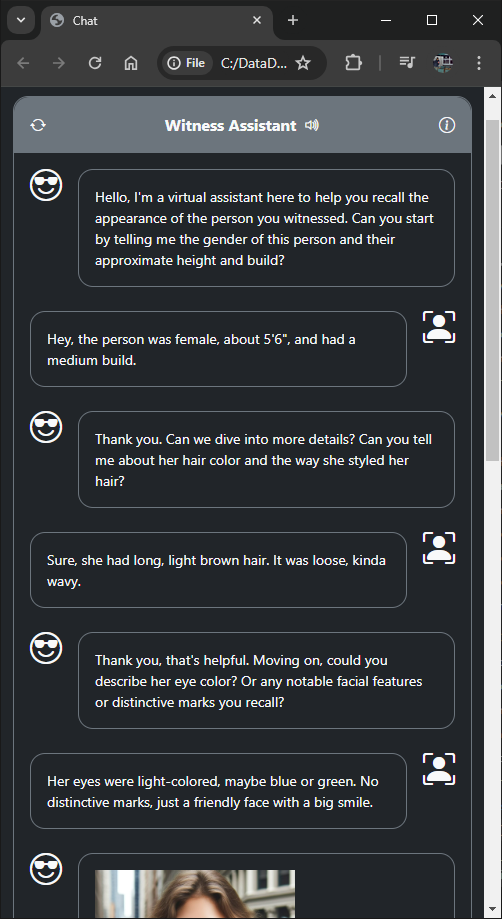 Chat
File
C:/DataD...
Witness Assistant
Hello, I'm a virtual assistant here to help you recall the
appearance of the person you witnessed. Can you start
by telling me the gender of this person and their
approximate height and build?
Hey, the person was female, about 5'6", and had a
medium build.
Thank you. Can we dive into more details? Can you tell
me about her hair color and the way she styled her
hair?
Sure, she had long, light brown hair. It was loose, kinda
wavy.
Thank you, that's helpful. Moving on, could you
describe her eye color? Or any notable facial features
or distinctive marks you recall?
Her eyes were light-colored, maybe blue or green. No
distinctive marks, just a friendly face with a big smile.